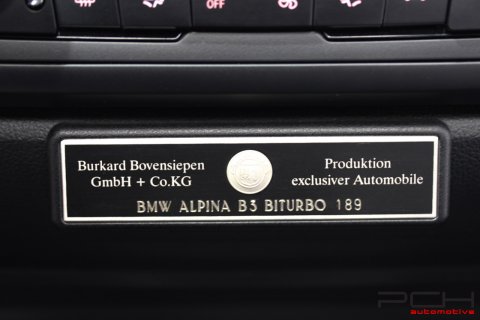 OFF
Burkard Bovensiepen
GmbH + Co.KG
Produktion
exclusiver Automobile
BMW ALPINA B3 BITURBO 189
PCH
automotive